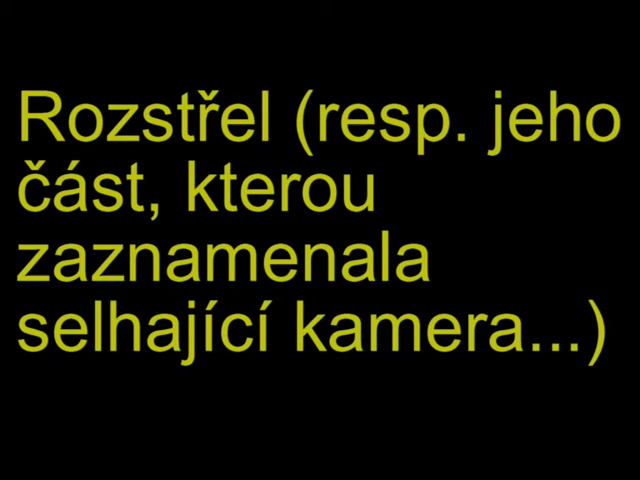 Rozstřel (resp. jeho
část, kterou
zaznamenala
selhající kamera...)